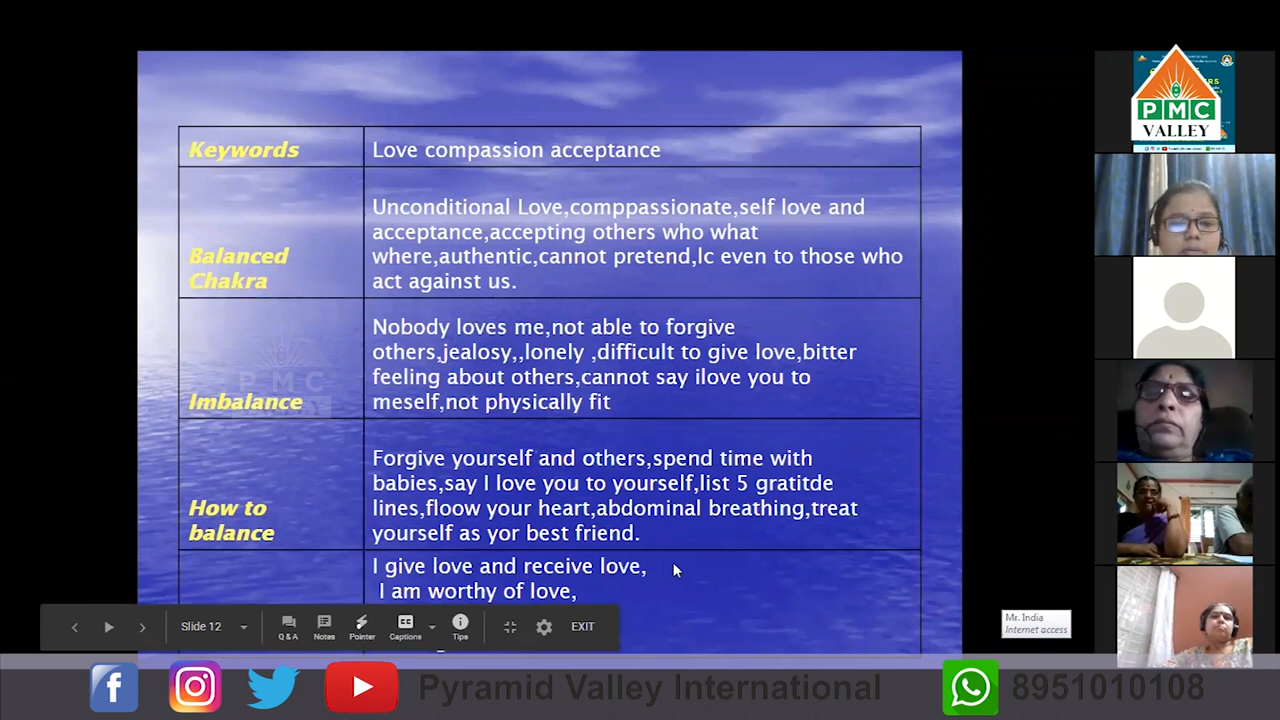 Keywords
Love compassion acceptance
Balanced
Chakra
Unconditional Love,comppassionate,self love and
acceptance,accepting others who what
where,authentic,cannot pretend,lc even to those who
act against us.
Imbalance
Nobody loves me,not able to forgive
others,jealosy,,lonely ,difficult to give love,bitter
feeling about others,cannot say ilove you to
meself,not physically fit
How to
balance
Forgive yourself and others,spend time with
babies,say I love you to yourself,list 5 gratitde
lines,floow your heart,abdominal breathing,treat
yourself as yor best friend.
I give love and receive love,
I am worthy of love,
Slide 12
Q & A
Notes
Pointer
Captions
Tips
EXIT
Mr. India
Internet access
PMC
VALLEY
PMC
Pyramid Valley International
8951010108